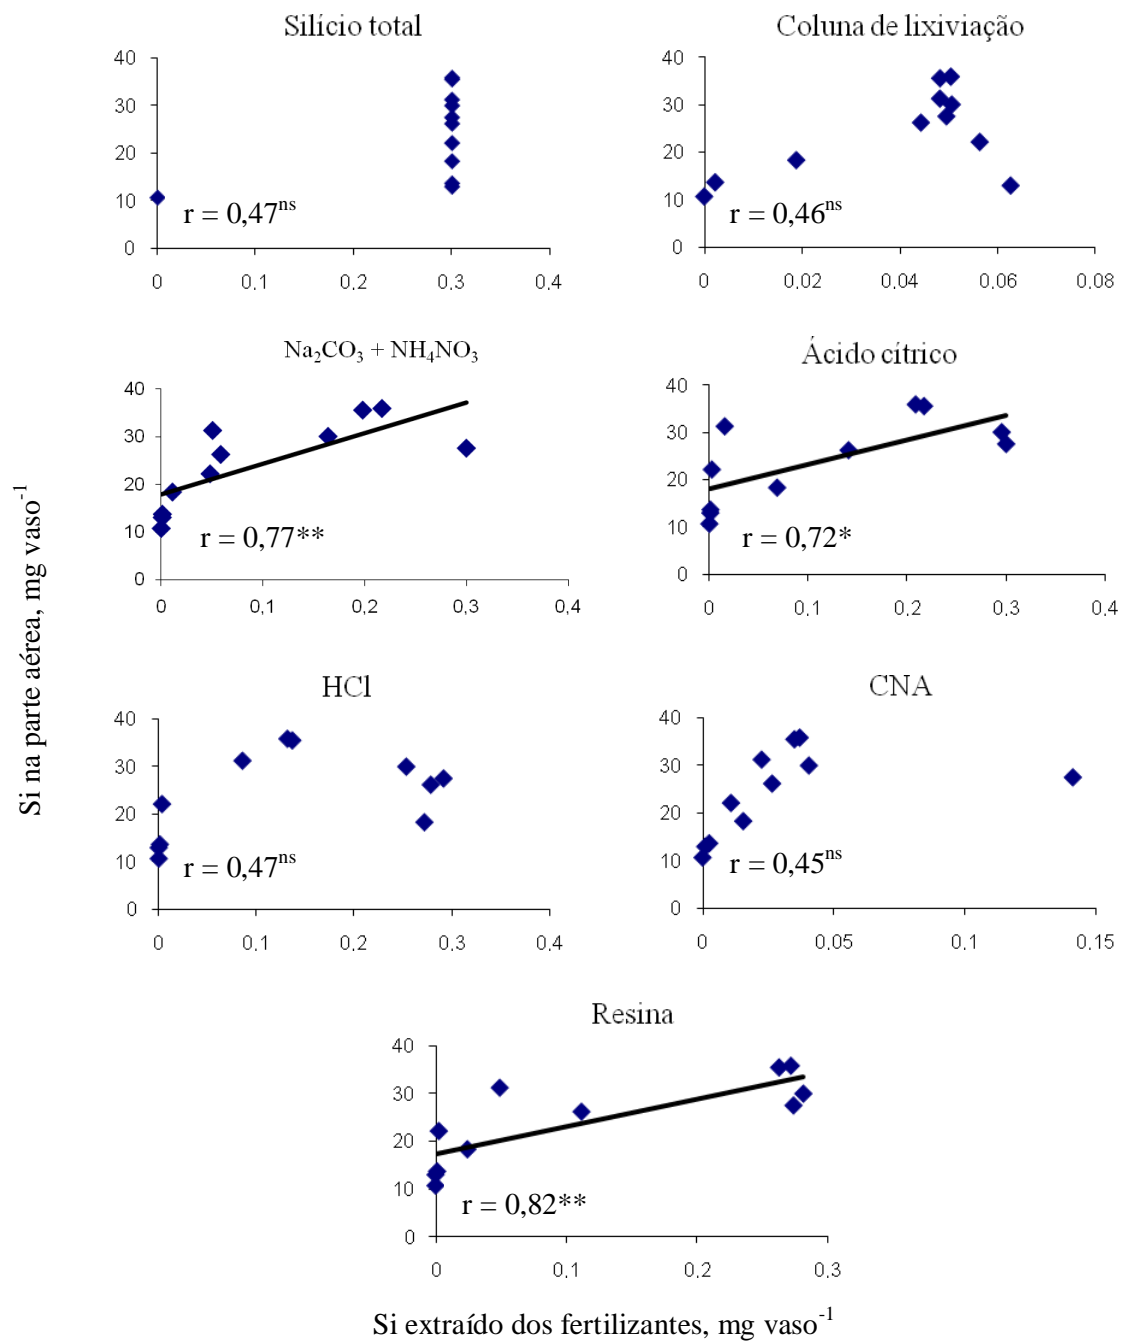 Silício total
40
30
20
10
0
r = 0,47ns
0 0,1 0,2 0,3 0,4
Coluna de lixiviação
40
30
20
10
0
r = 0,46ns
0 0,02 0,04 0,06 0,08
Na2CO3 + NH4NO3
40
30
20
10
0
r = 0,77**
0 0,1 0,2 0,3 0,4
Ácido cítrico
40
30
20
10
0
r = 0,72*
0 0,1 0,2 0,3 0,4
Si na parte aérea, mg vaso-1
HCl
40
30
20
10
0
r = 0,47ns
0 0,1 0,2 0,3 0,4
CNA
40
30
20
10
0
r = 0,45ns
0 0,05 0,1 0,15
Resina
40
30
20
10
0
r = 0,82**
0 0,1 0,2 0,3
Si extraído dos fertilizantes, mg vaso-1